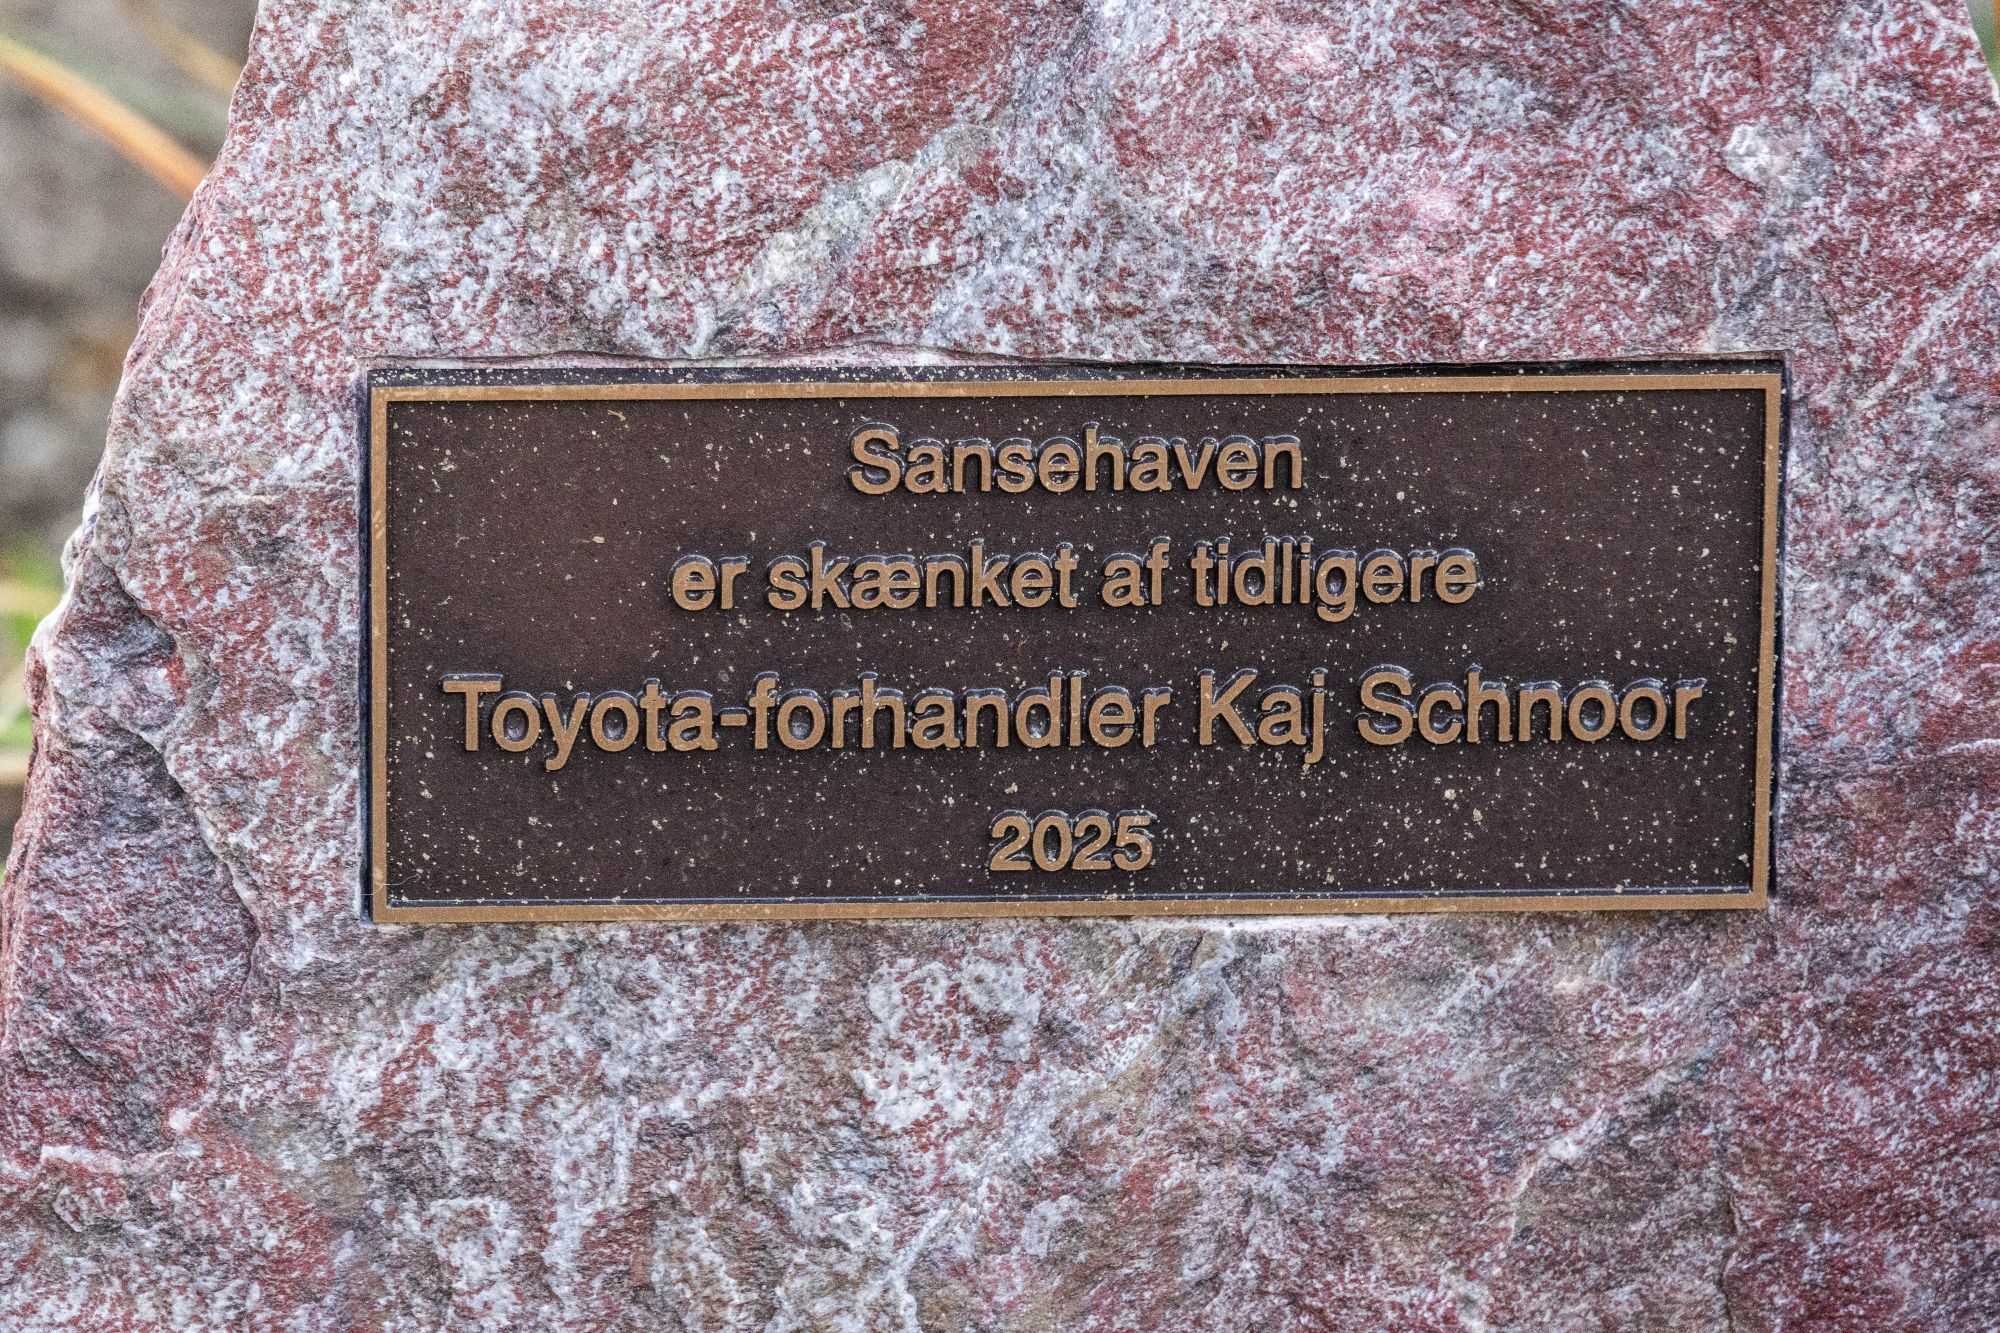 Sansehaven
er skænket af tidligere
Toyota-forhandler Kaj Schnoor
2025